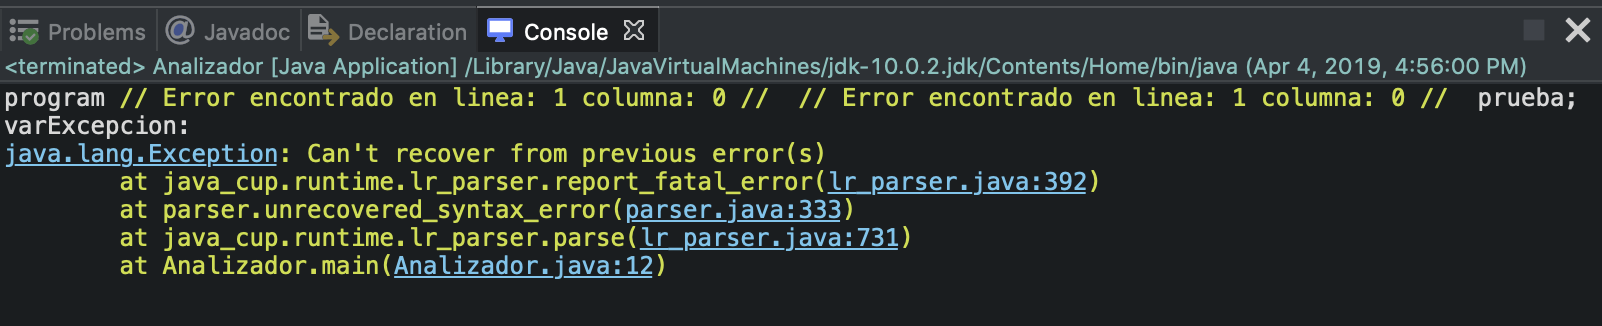 Problems @ Javadoc Declaration Console
<terminated> Analizador [Java Application] /Library/Java/JavaVirtualMachines/jdk-10.0.2.jdk/Contents/Home/bin/java (Apr 4, 2019, 4:56:00 PM)
program // Error encontrado en linea: 1 columna: 0 //  // Error encontrado en linea: 1 columna: 0 //  prueba;
varExcepcion:
java.lang.Exception: Can't recover from previous error(s)
        at java_cup.runtime.lr_parser.report_fatal_error(lr_parser.java:392)
        at parser.unrecovered_syntax_error(parser.java:333)
        at java_cup.runtime.lr_parser.parse(lr_parser.java:731)
        at Analizador.main(Analizador.java:12)